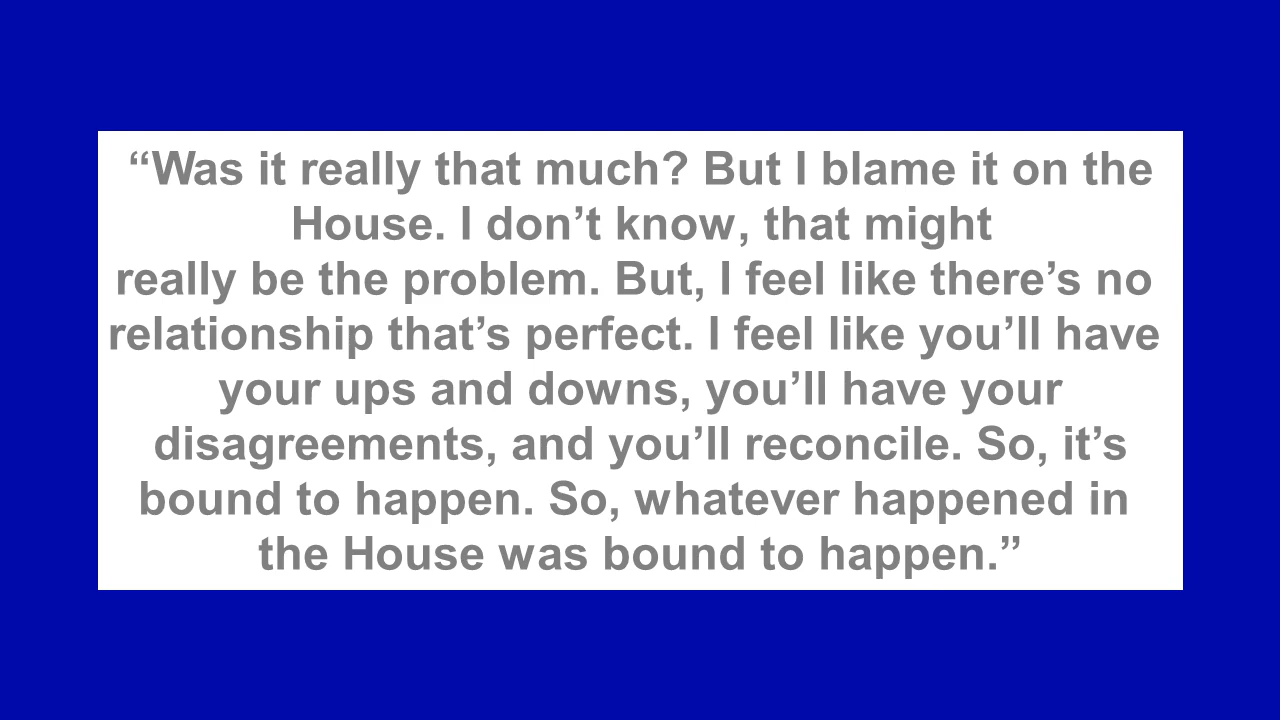 “Was it really that much? But I blame it on the
House. I don’t know, that might
really be the problem. But, I feel like there’s no
relationship that’s perfect. I feel like you’ll have
your ups and downs, you’ll have your
disagreements, and you’ll reconcile. So, it’s
bound to happen. So, whatever happened in
the House was bound to happen.”